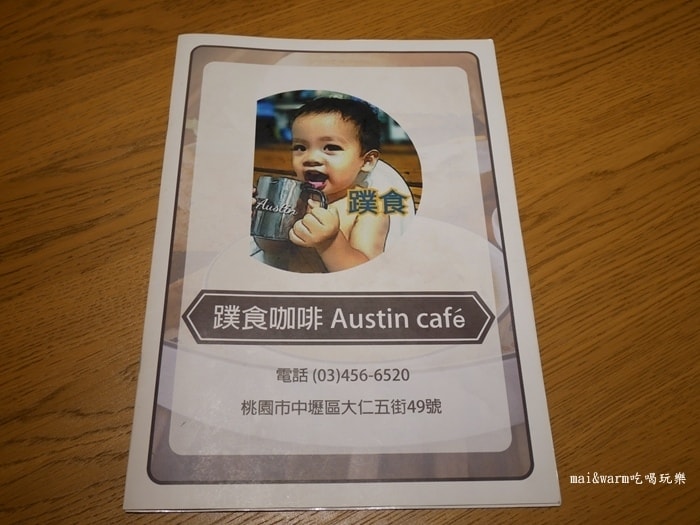 Austin
蹼食
蹼食咖啡 Austin café
電話 (03)456-6520
桃園市中壢區大仁五街49號
mai&warm吃喝玩樂